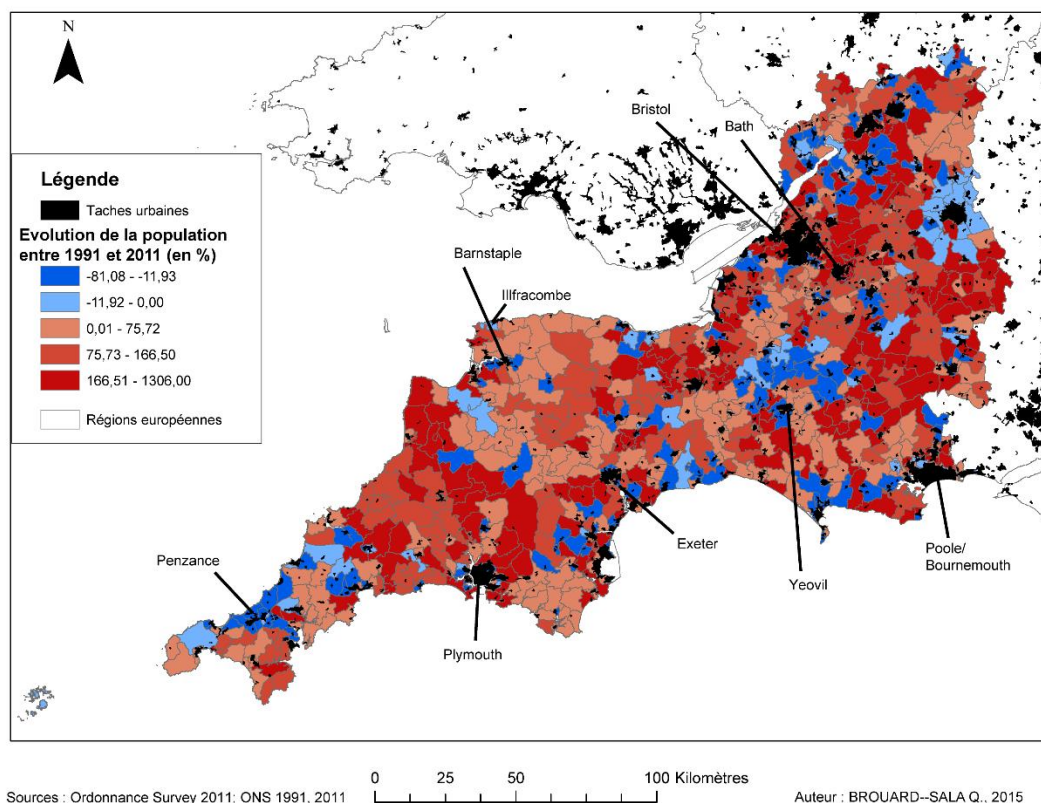 N
Bristol
Bath
Légende
Taches urbaines
Evolution de la population
entre 1991 et 2011 (en %)
-81,08 - -11,93
-11,92 - 0,00
0,01 - 75,72
75,73 - 166,50
166,51 - 1306,00
Régions européennes
Barnstaple
Illfracombe
Penzance
Plymouth
Exeter
Yeovil
Poole/
Bournemouth
0 25 50 100 Kilomètres
Sources : Ordonnance Survey 2011; ONS 1991, 2011
Auteur : BROUARD--SALA Q., 2015